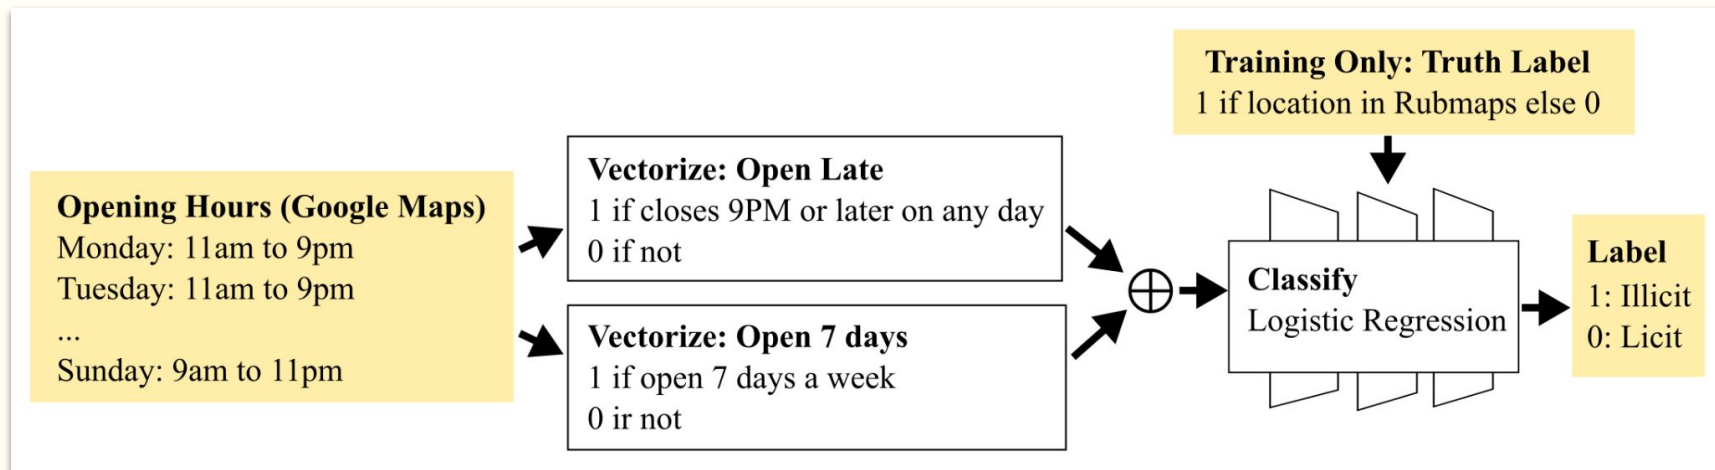 Training Only: Truth Label
1 if location in Rubmaps else 0
Opening Hours (Google Maps)
Monday: 11am to 9pm
Tuesday: 11am to 9pm
...
Sunday: 9am to 11pm
Vectorize: Open Late
1 if closes 9PM or later on any day
0 if not
Vectorize: Open 7 days
1 if open 7 days a week
0 ir not
Classify
Logistic Regression
Label
1: Illicit
0: Licit